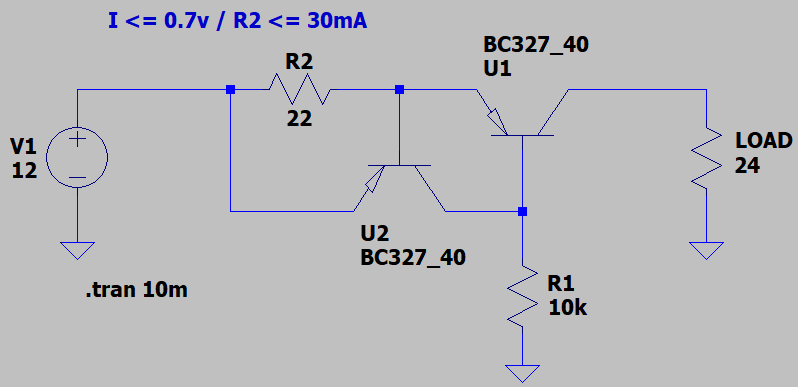 I <= 0.7v / R2 <= 30mA
BC327_40
U1
R2
22
V1
12
LOAD
24
U2
BC327_40
R1
10k
.tran 10m